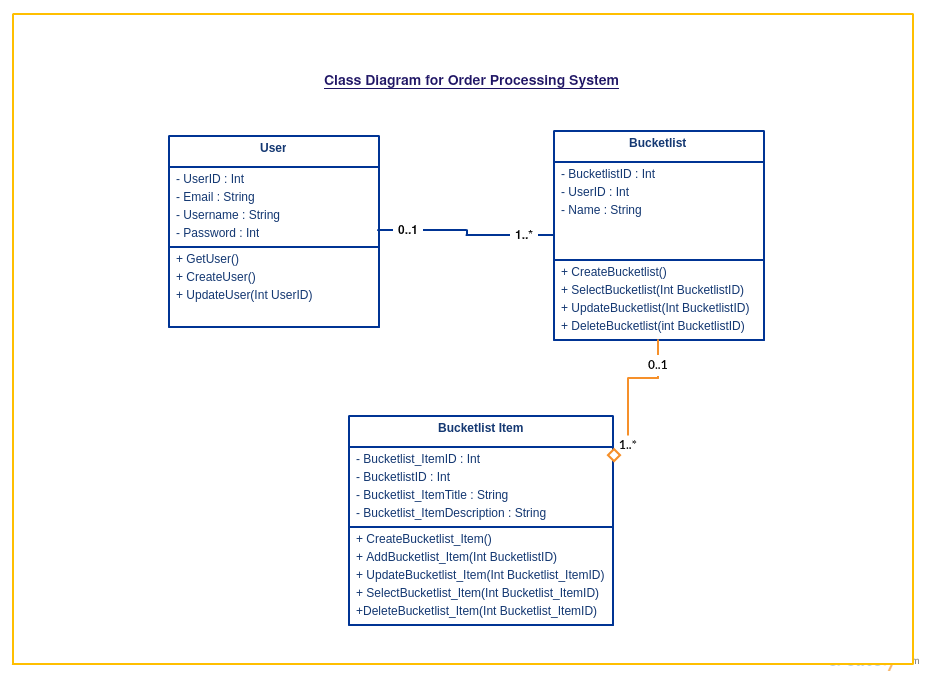 Class Diagram for Order Processing System
User
- UserID : Int
- Email : String
- Username : String
- Password : Int
+ GetUser()
+ CreateUser()
+ UpdateUser(Int UserID)
0..1
1..*
Bucketlist
- BucketlistID : Int
- UserID : Int
- Name : String
+ CreateBucketlist()
+ SelectBucketlist(Int BucketlistID)
+ UpdateBucketlist(Int BucketlistID)
+ DeleteBucketlist(int BucketlistID)
0..1
1..*
Bucketlist Item
- Bucketlist_ItemID : Int
- BucketlistID : Int
- Bucketlist_ItemTitle : String
- Bucketlist_ItemDescription : String
+ CreateBucketlist_Item()
+ AddBucketlist_Item(Int BucketlistID)
+ UpdateBucketlist_Item(Int Bucketlist_ItemID)
+ SelectBucketlist_Item(Int Bucketlist_ItemID)
+DeleteBucketlist_Item(Int Bucketlist_ItemID)